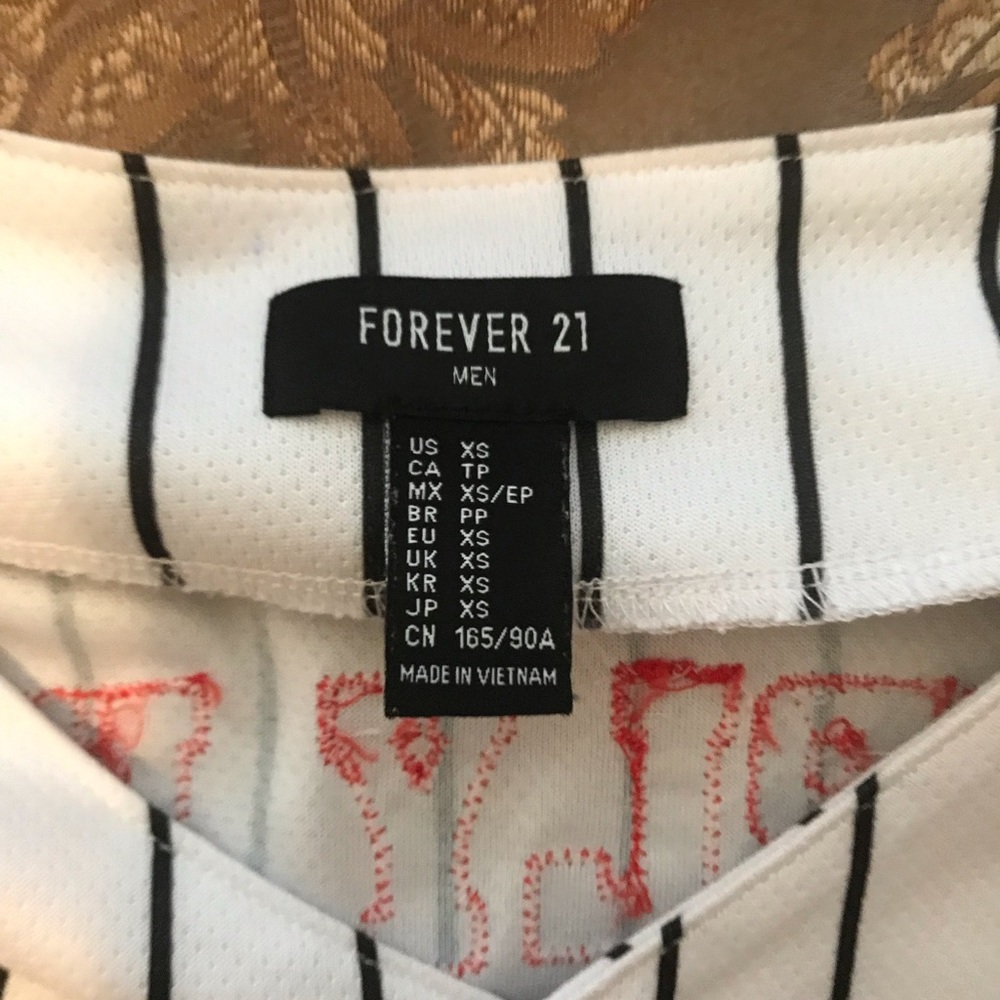 FOREVER 21
MEN
US XS
CA TP
MX XS/EP
BR PP
EU XS
UK XS
KR XS
JP XS
CN 165/90A
MADE IN VIETNAM